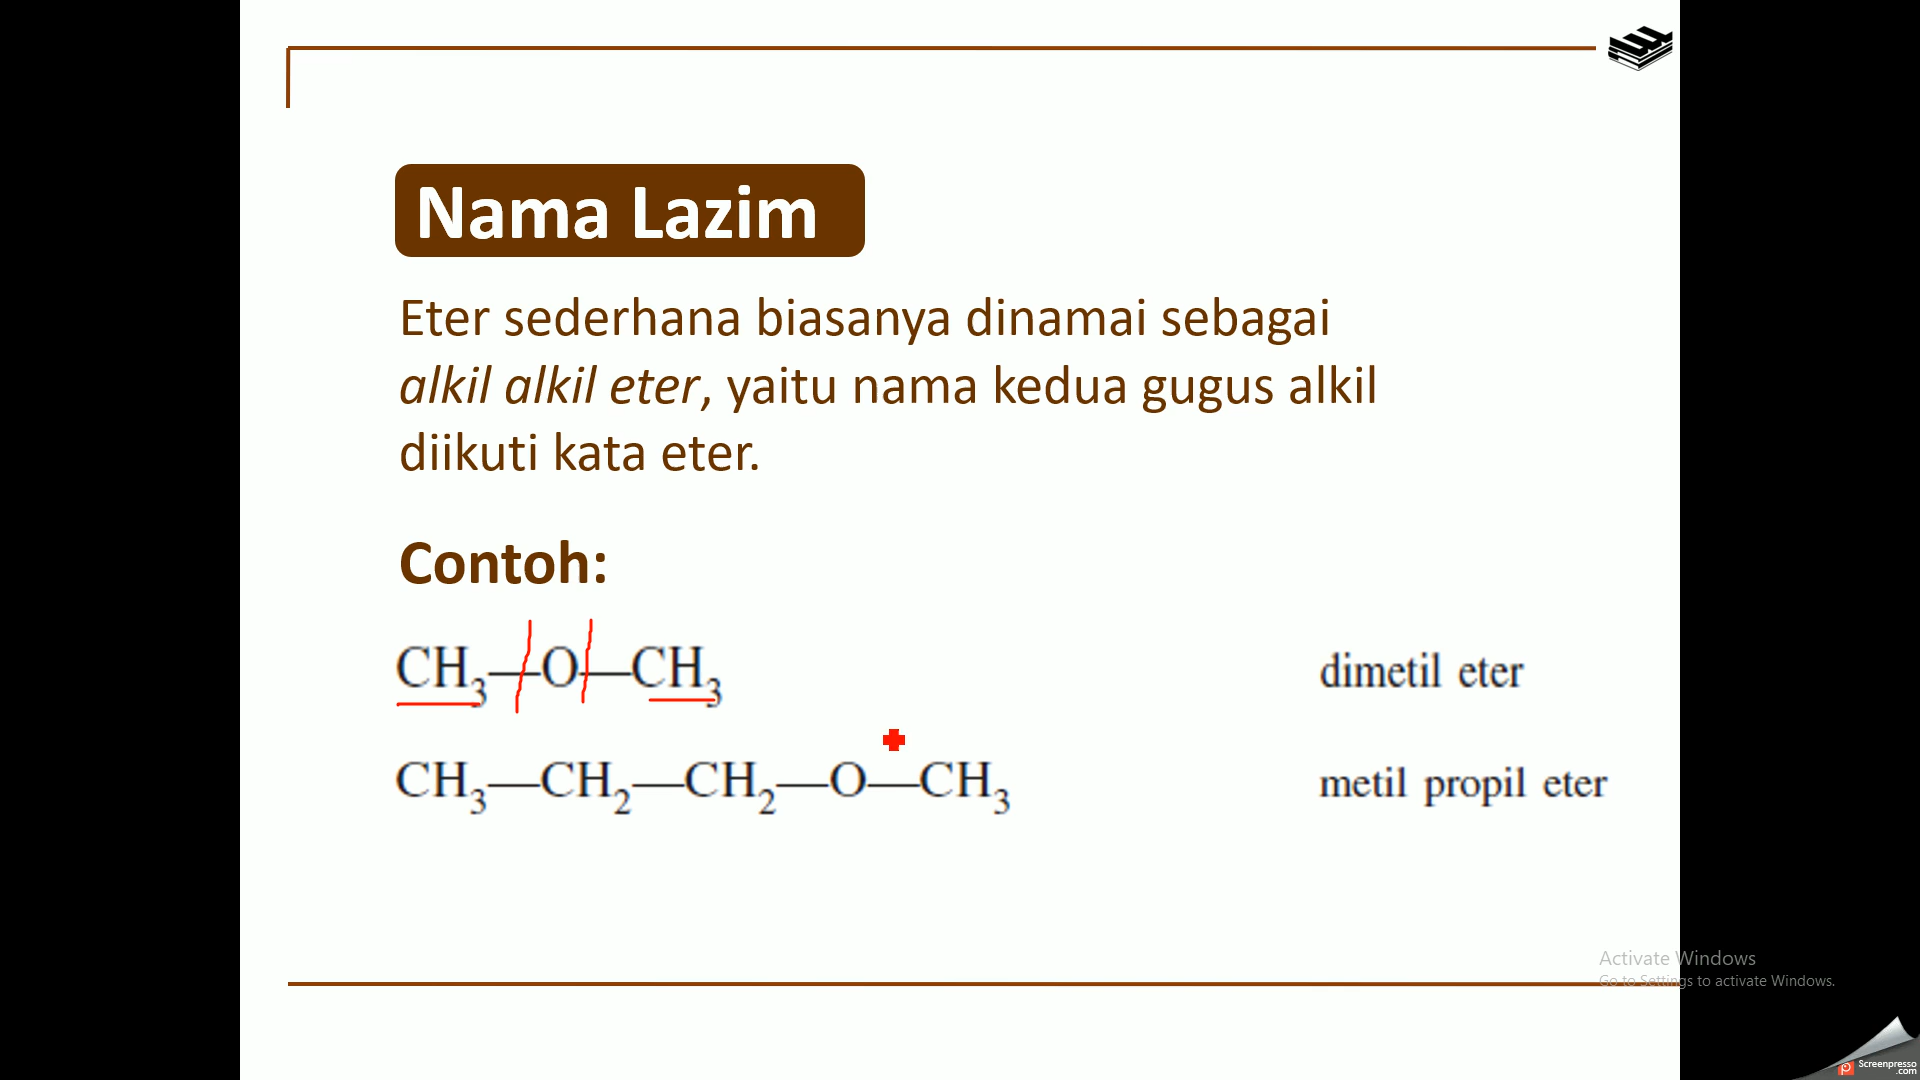 Nama Lazim
Eter sederhana biasanya dinamai sebagai
alkil alkil eter, yaitu nama kedua gugus alkil
diikuti kata eter.
Contoh:
CH₃—O—CH₃ dimetil eter
CH₃—CH₂—CH₂—O—CH₃ metil propil eter
Activate Windows
Go to Settings to activate Windows.
Screenpresso
.com